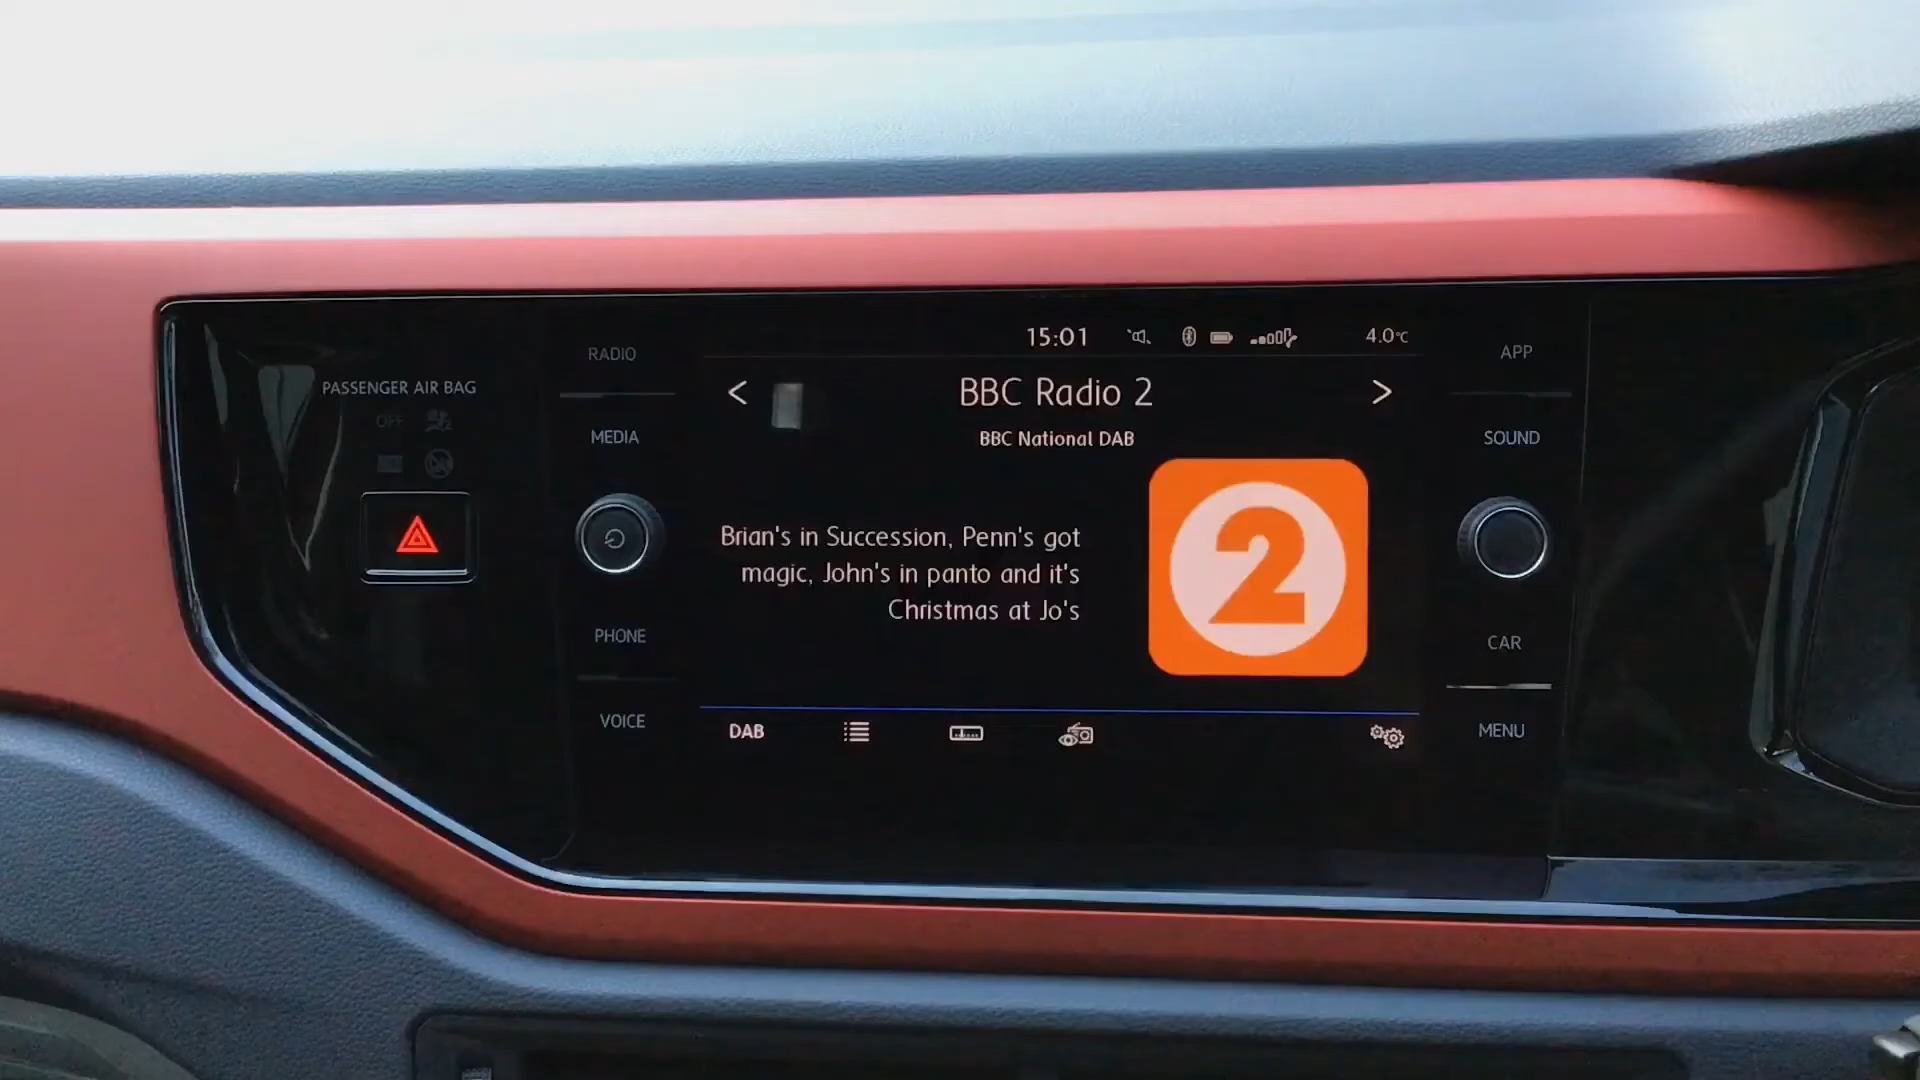 15:01
4.0°C
RADIO
APP
PASSENGER AIR BAG
OFF
BBC Radio 2
MEDIA
BBC National DAB
SOUND
2
Brian's in Succession, Penn's got
magic, John's in panto and it's
Christmas at Jo's
PHONE
CAR
VOICE
DAB
MENU